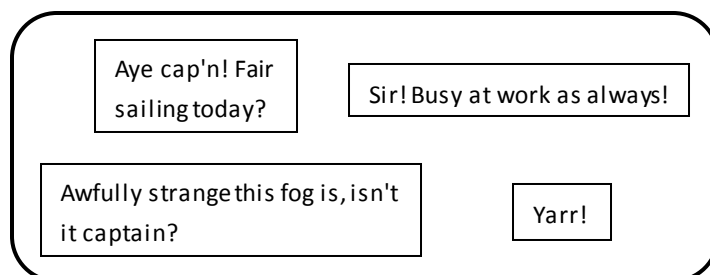 Aye cap'n! Fair
sailing today?
Sir! Busy at work as always!
Awfully strange this fog is, isn't
it captain?
Yarr!